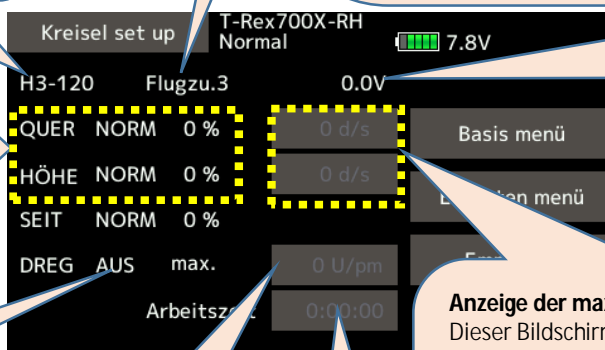 Kreisel set up
T-Rex700X-RH
Normal
7.8V
H3-120 Flugzu.3 0.0V
QUER NORM 0 % 0 d/s
Basis menü
HÖHE NORM 0 % 0 d/s
en menü
SEIT NORM 0 %
DREG AUS max. 0 U/pm
0:00:00
Anzeige der ma
Dieser Bildschirm